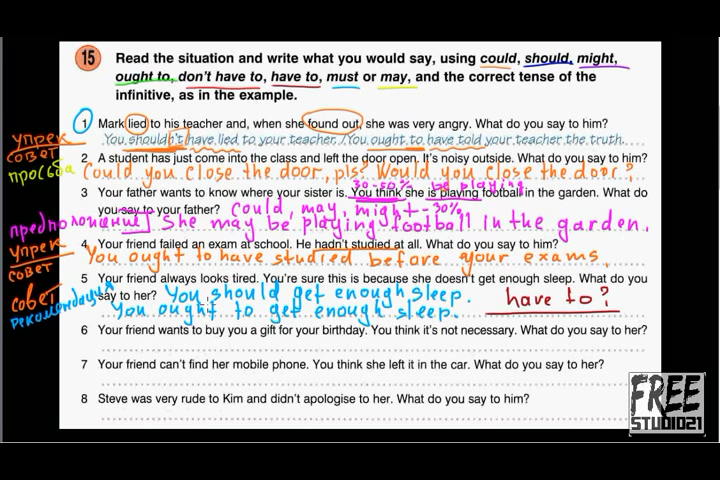 15 Read the situation and write what you would say, using could, should, might,
ought to, don't have to, have to, must or may, and the correct tense of the
infinitive, as in the example.
1 Mark lied to his teacher and, when she found out, she was very angry. What do you say to him?
упрек
совет
You shouldn't have lied to your teacher. / You ought to have told your teacher the truth.
2 A student has just come into the class and left the door open. It's noisy outside. What do you say to him?
просьба Could you close the door, pls? Would you close the door?
30-50% be playing
3 Your father wants to know where your sister is. You think she is playing football in the garden. What do
you say to your father? could, may, might - 30%
предположение She may be playing football in the garden.
4 Your friend failed an exam at school. He hadn't studied at all. What do you say to him?
упрек
совет
You ought to have studied before your exams.
5 Your friend always looks tired. You're sure this is because she doesn't get enough sleep. What do you
say to her? You should get enough sleep. have to?
совет
рекомендация
You ought to get enough sleep.
6 Your friend wants to buy you a gift for your birthday. You think it's not necessary. What do you say to her?
7 Your friend can't find her mobile phone. You think she left it in the car. What do you say to her?
8 Steve was very rude to Kim and didn't apologise to her. What do you say to him?
FREE
STUDIO21